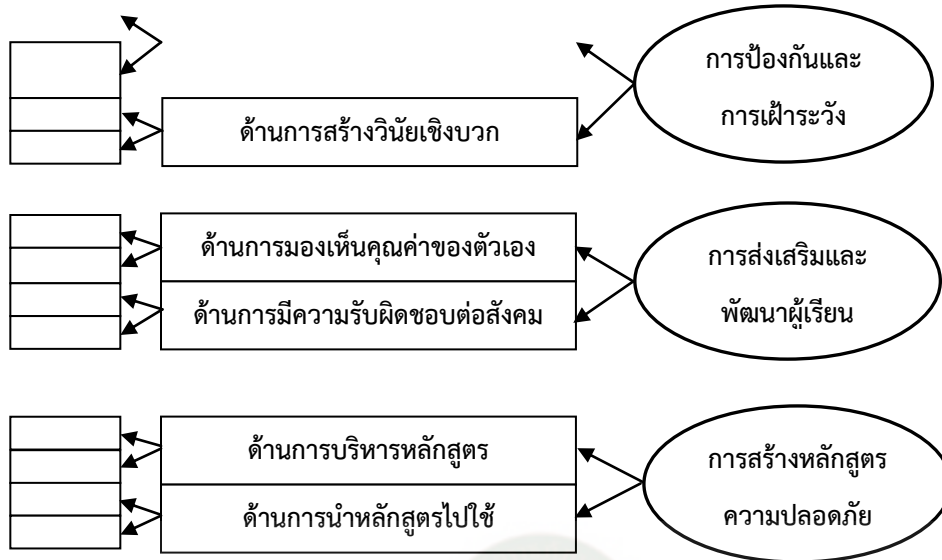 การป้องกันและ
การเฝ้าระวัง
ด้านการสร้างวินัยเชิงบวก
ด้านการมองเห็นคุณค่าของตัวเอง
ด้านการมีความรับผิดชอบต่อสังคม
การส่งเสริมและ
พัฒนาผู้เรียน
ด้านการบริหารหลักสูตร
ด้านการนำหลักสูตรไปใช้
การสร้างหลักสูตร
ความปลอดภัย